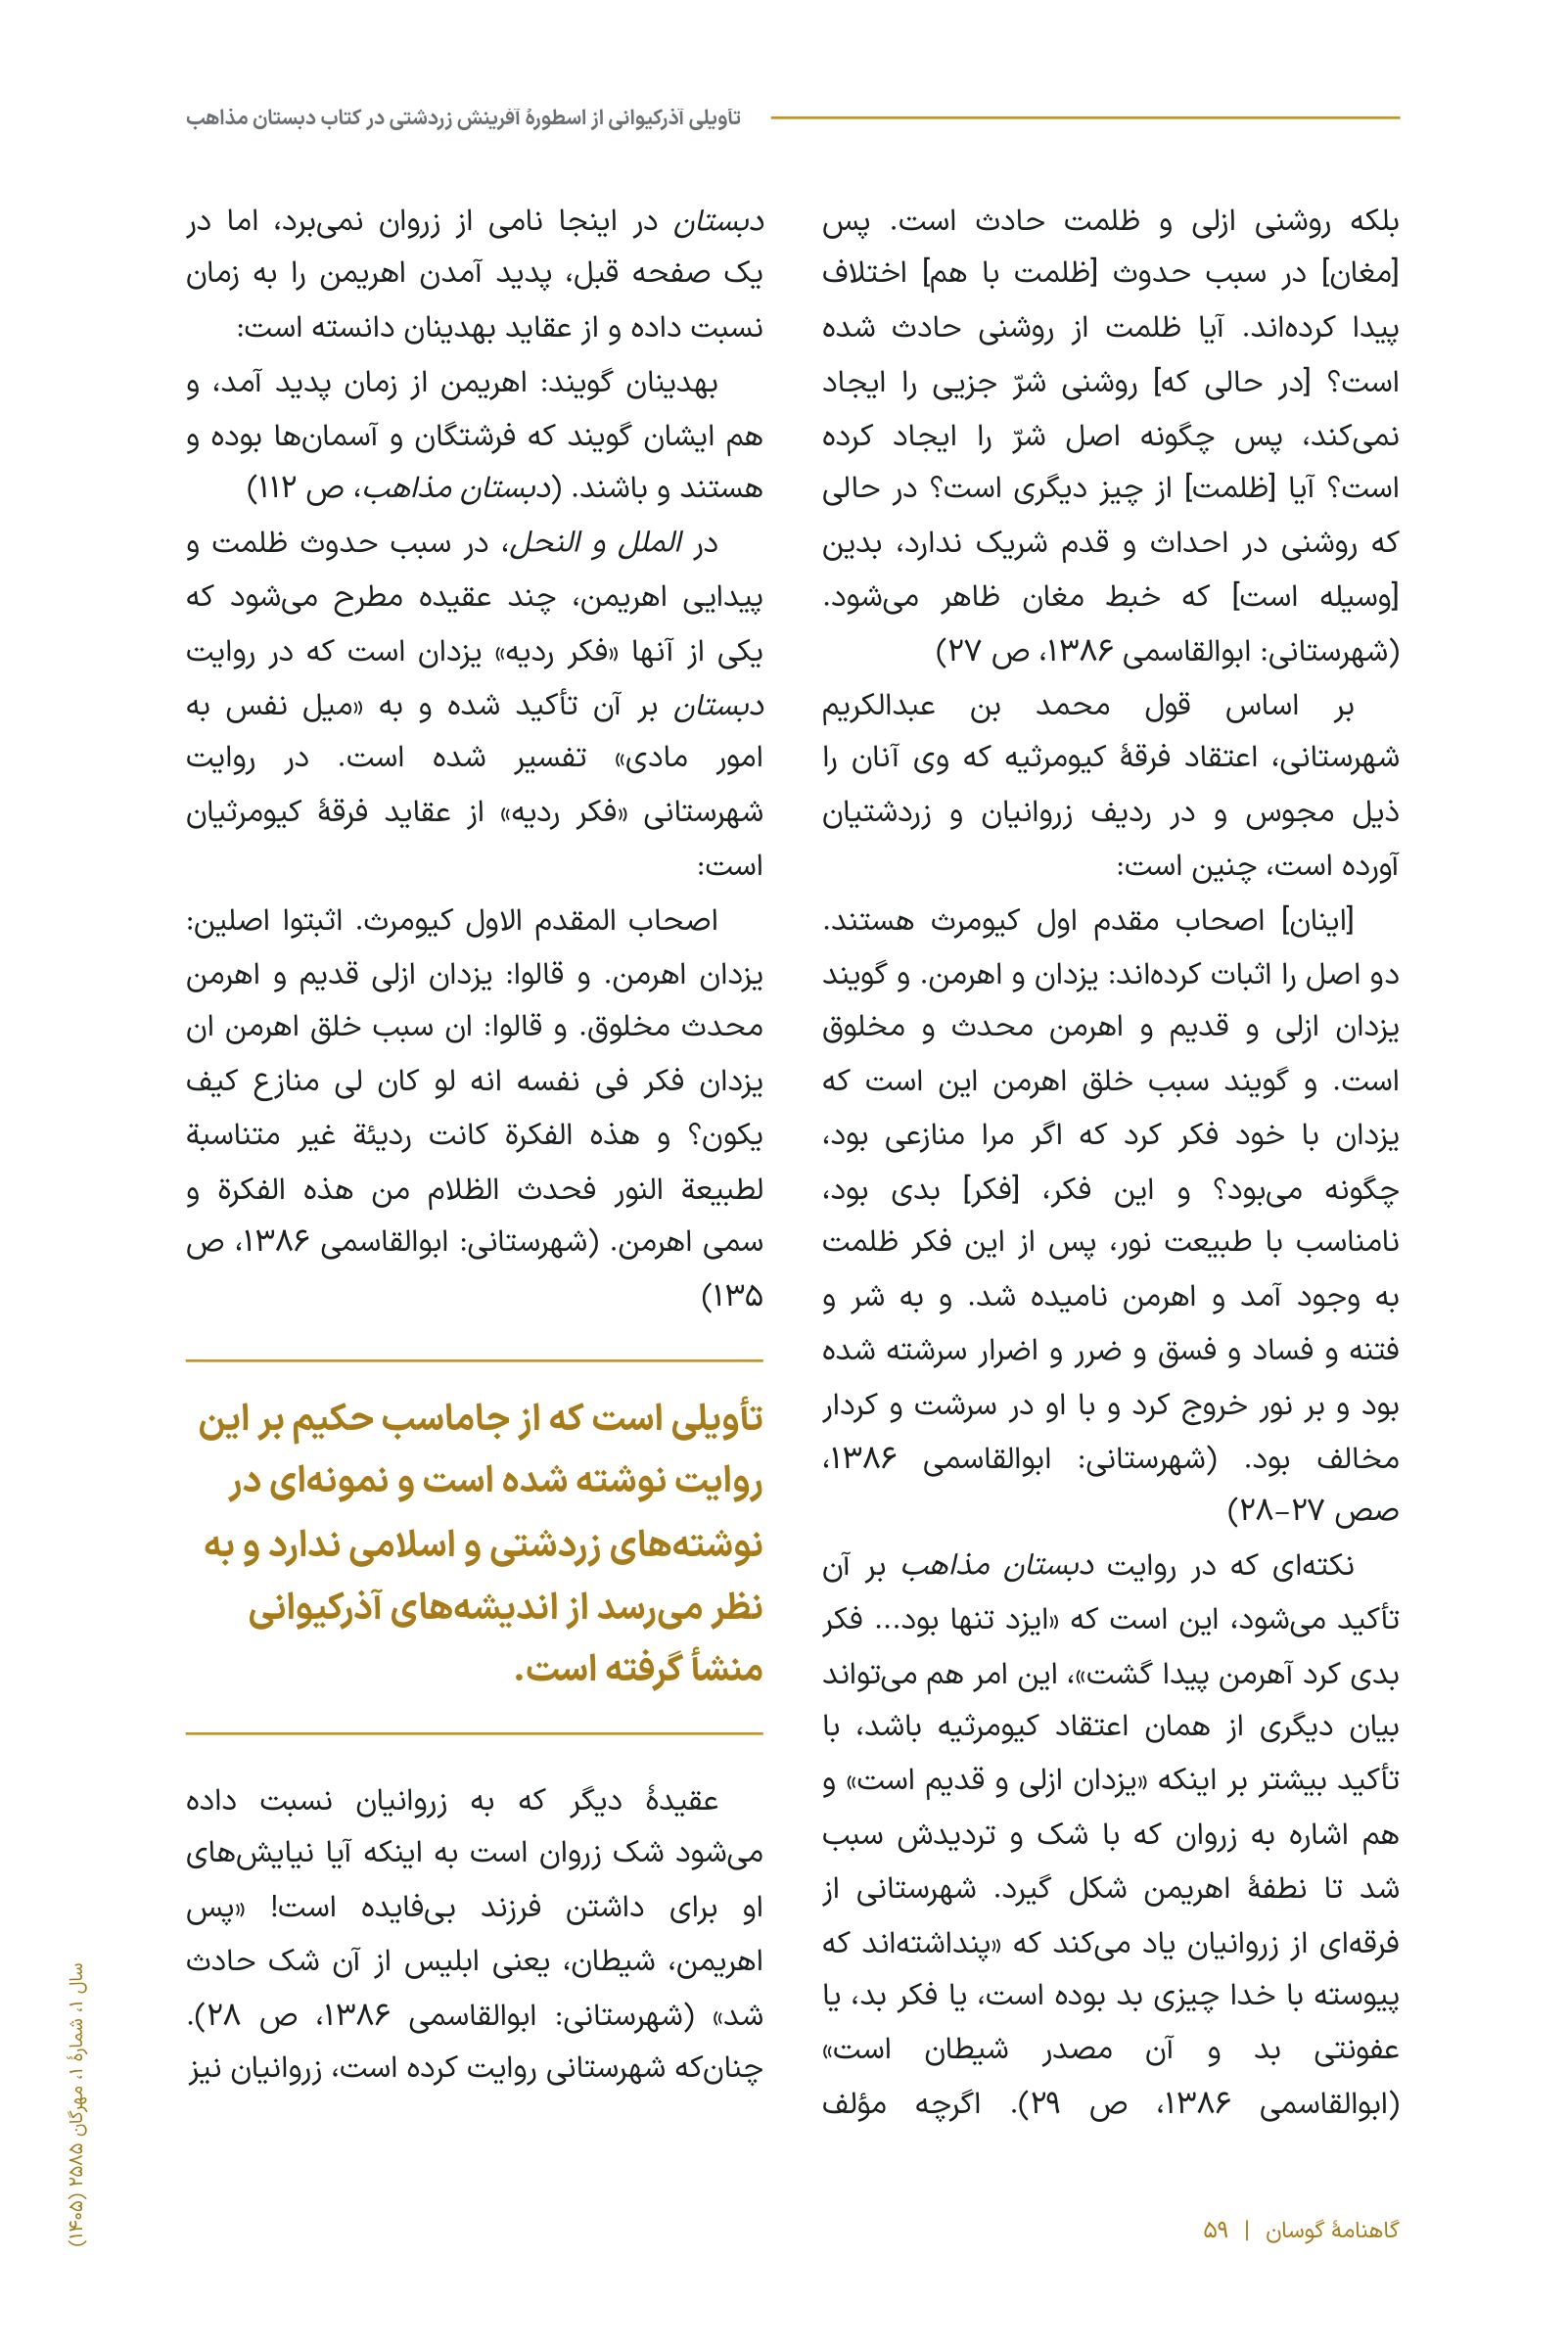 تأویلی آذرکیوانی از اسطورهٔ آفرینش زردشتی در کتاب دبستان مذاهب
بلکه روشنی ازلی و ظلمت حادث است. پس
[مغان] در سبب حدوث [ظلمت با هم] اختلاف
پیدا کرده‌اند. آیا ظلمت از روشنی حادث شده
است؟ [در حالی که] روشنی شرّ جزیی را ایجاد
نمی‌کند، پس چگونه اصل شرّ را ایجاد کرده
است؟ آیا [ظلمت] از چیز دیگری است؟ در حالی
که روشنی در احداث و قدم شریک ندارد، بدین
[وسیله است] که خبط مغان ظاهر می‌شود.
(شهرستانی: ابوالقاسمی ۱۳۸۶، ص ۲۷)
بر اساس قول محمد بن عبدالکریم
شهرستانی، اعتقاد فرقهٔ کیومرثیه که وی آنان را
ذیل مجوس و در ردیف زروانیان و زردشتیان
آورده است، چنین است:
[اینان] اصحاب مقدم اول کیومرث هستند.
دو اصل را اثبات کرده‌اند: یزدان و اهرمن. و گویند
یزدان ازلی و قدیم و اهرمن محدث و مخلوق
است. و گویند سبب خلق اهرمن این است که
یزدان با خود فکر کرد که اگر مرا منازعی بود،
چگونه می‌بود؟ و این فکر، [فکر] بدی بود،
نامناسب با طبیعت نور، پس از این فکر ظلمت
به وجود آمد و اهرمن نامیده شد. و به شر و
فتنه و فساد و فسق و ضرر و اضرار سرشته شده
بود و بر نور خروج کرد و با او در سرشت و کردار
مخالف بود. (شهرستانی: ابوالقاسمی ۱۳۸۶،
صص ۲۷-۲۸)
نکته‌ای که در روایت دبستان مذاهب بر آن
تأکید می‌شود، این است که «ایزد تنها بود... فکر
بدی کرد آهرمن پیدا گشت»، این امر هم می‌تواند
بیان دیگری از همان اعتقاد کیومرثیه باشد، با
تأکید بیشتر بر اینکه «یزدان ازلی و قدیم است» و
هم اشاره به زروان که با شک و تردیدش سبب
شد تا نطفهٔ اهریمن شکل گیرد. شهرستانی از
فرقه‌ای از زروانیان یاد می‌کند که «پنداشته‌اند که
پیوسته با خدا چیزی بد بوده است، یا فکر بد، یا
عفونتی بد و آن مصدر شیطان است»
(ابوالقاسمی ۱۳۸۶، ص ۲۹). اگرچه مؤلف
دبستان در اینجا نامی از زروان نمی‌برد، اما در
یک صفحه قبل، پدید آمدن اهریمن را به زمان
نسبت داده و از عقاید بهدینان دانسته است:
بهدینان گویند: اهریمن از زمان پدید آمد، و
هم ایشان گویند که فرشتگان و آسمان‌ها بوده و
هستند و باشند. (دبستان مذاهب، ص ۱۱۲)
در الملل و النحل، در سبب حدوث ظلمت و
پیدایی اهریمن، چند عقیده مطرح می‌شود که
یکی از آنها «فکر ردیه» یزدان است که در روایت
دبستان بر آن تأکید شده و به «میل نفس به
امور مادی» تفسیر شده است. در روایت
شهرستانی «فکر ردیه» از عقاید فرقهٔ کیومرثیان
است:
اصحاب المقدم الاول کیومرث. اثبتوا اصلین:
یزدان اهرمن. و قالوا: یزدان ازلی قدیم و اهرمن
محدث مخلوق. و قالوا: ان سبب خلق اهرمن ان
یزدان فکر فی نفسه انه لو کان لی منازع کیف
یکون؟ و هذه الفکرة کانت ردیئة غیر متناسبة
لطبیعة النور فحدث الظلام من هذه الفکرة و
سمی اهرمن. (شهرستانی: ابوالقاسمی ۱۳۸۶، ص
۱۳۵)
تأویلی است که از جاماسب حکیم بر این
روایت نوشته شده است و نمونه‌ای در
نوشته‌های زردشتی و اسلامی ندارد و به
نظر می‌رسد از اندیشه‌های آذرکیوانی
منشأ گرفته است.
عقیدهٔ دیگر که به زروانیان نسبت داده
می‌شود شک زروان است به اینکه آیا نیایش‌های
او برای داشتن فرزند بی‌فایده است! «پس
اهریمن، شیطان، یعنی ابلیس از آن شک حادث
شد» (شهرستانی: ابوالقاسمی ۱۳۸۶، ص ۲۸).
چنان‌که شهرستانی روایت کرده است، زروانیان نیز
سال ۱، شمارهٔ ۱، مهرگان ۲۵۸۵ (۱۴۰۵)
گاهنامهٔ گوسان | ۵۹